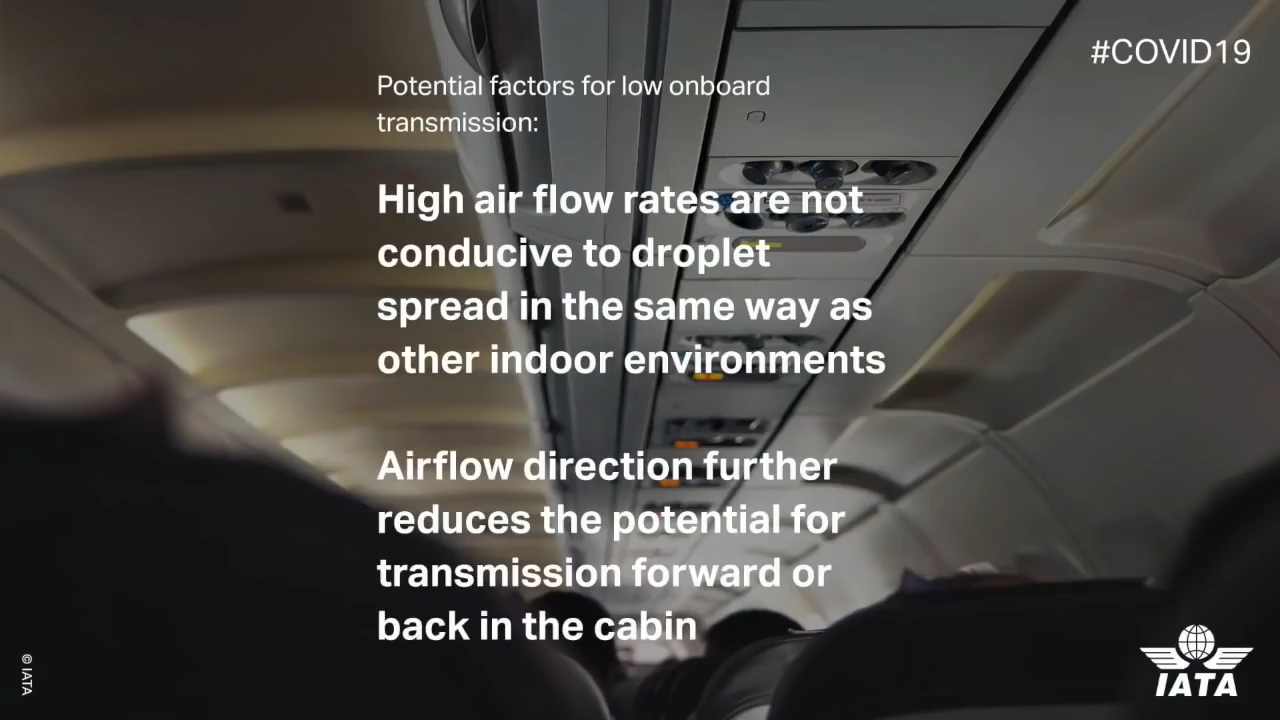 #COVID19
Potential factors for low onboard
transmission:
High air flow rates are not
conducive to droplet
spread in the same way as
other indoor environments
Airflow direction further
reduces the potential for
transmission forward or
back in the cabin
© IATA
IATA